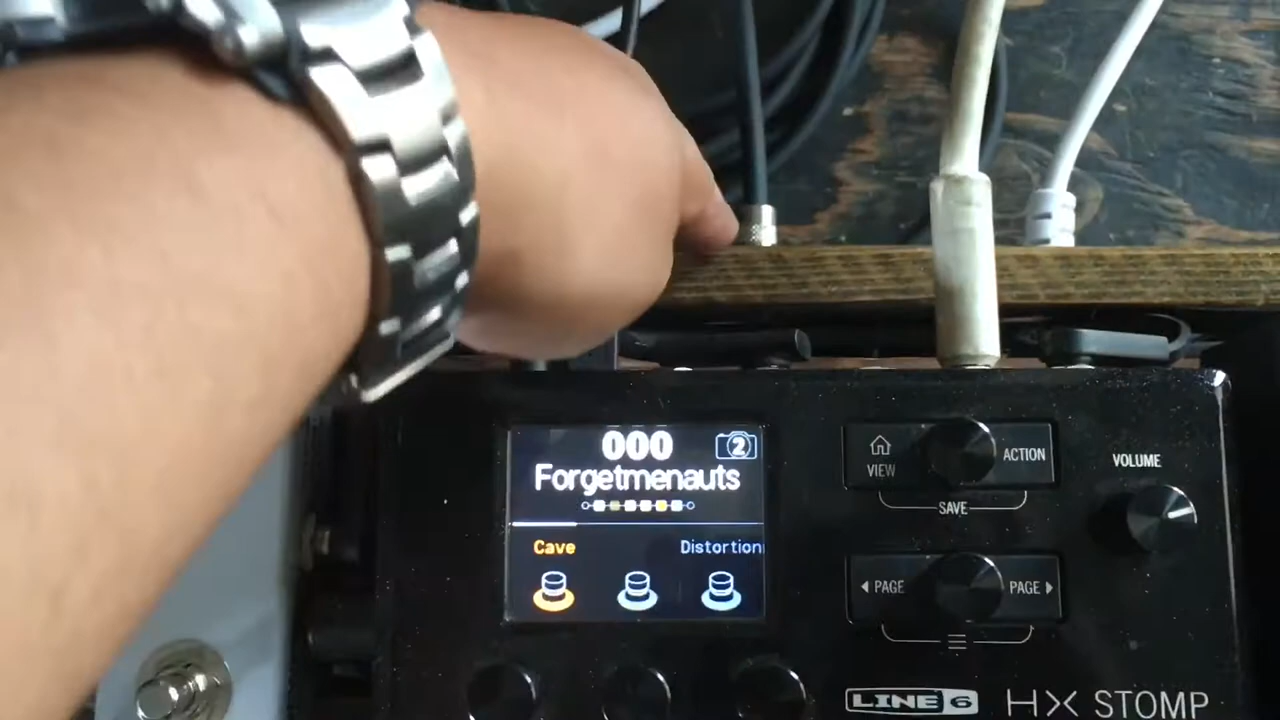 000
2
Forgetmenauts
Cave
Distortion
VIEW
ACTION
SAVE
VOLUME
PAGE
PAGE
LINE 6
HX STOMP